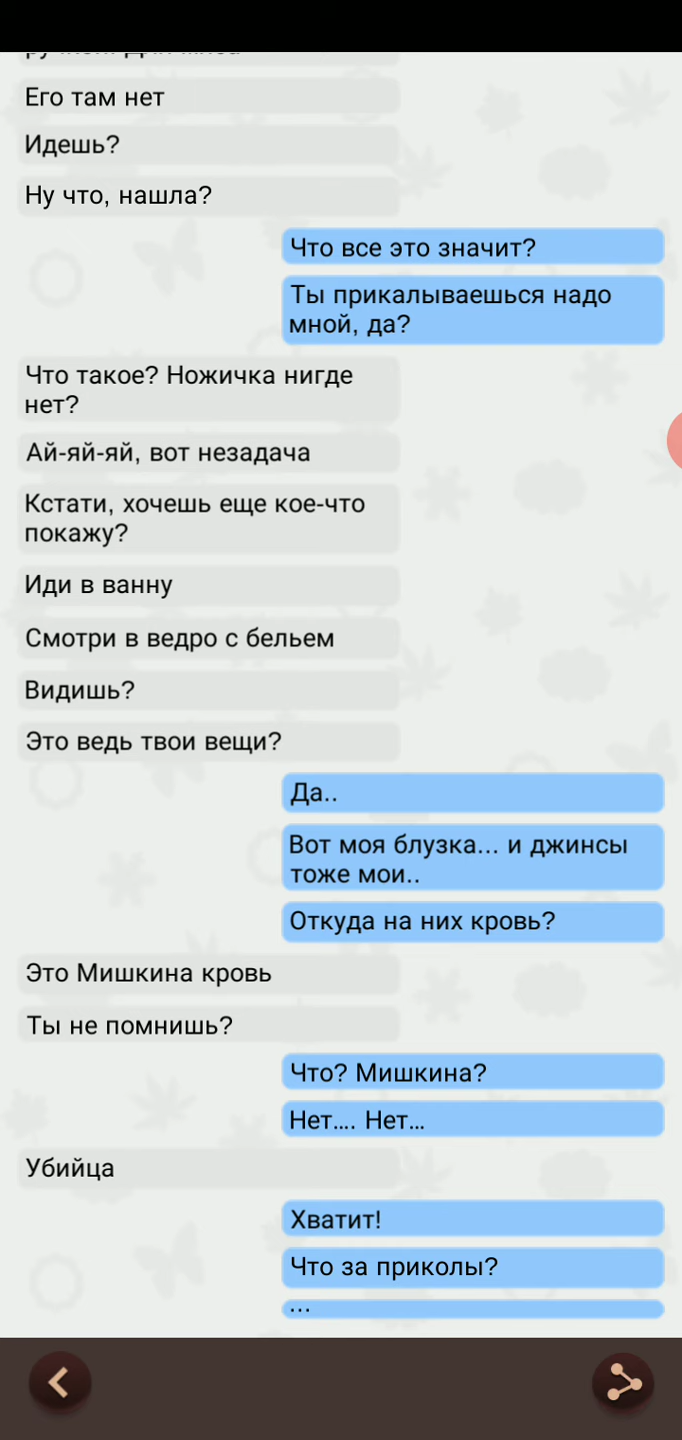 Его там нет
Идешь?
Ну что, нашла?
Что все это значит?
Ты прикалываешься надо
мной, да?
Что такое? Ножичка нигде
нет?
Ай-яй-яй, вот незадача
Кстати, хочешь еще кое-что
покажу?
Иди в ванну
Смотри в ведро с бельем
Видишь?
Это ведь твои вещи?
Да..
Вот моя блузка... и джинсы
тоже мои..
Откуда на них кровь?
Это Мишкина кровь
Ты не помнишь?
Что? Мишкина?
Нет.... Нет...
Убийца
Хватит!
Что за приколы?
...